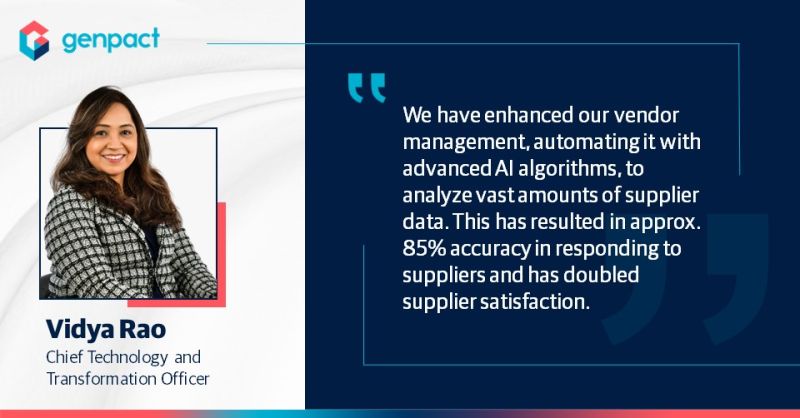 genpact
Vidya Rao
Chief Technology and
Transformation Officer
We have enhanced our vendor
management, automating it with
advanced AI algorithms, to
analyze vast amounts of supplier
data. This has resulted in approx.
85% accuracy in responding to
suppliers and has doubled
supplier satisfaction.